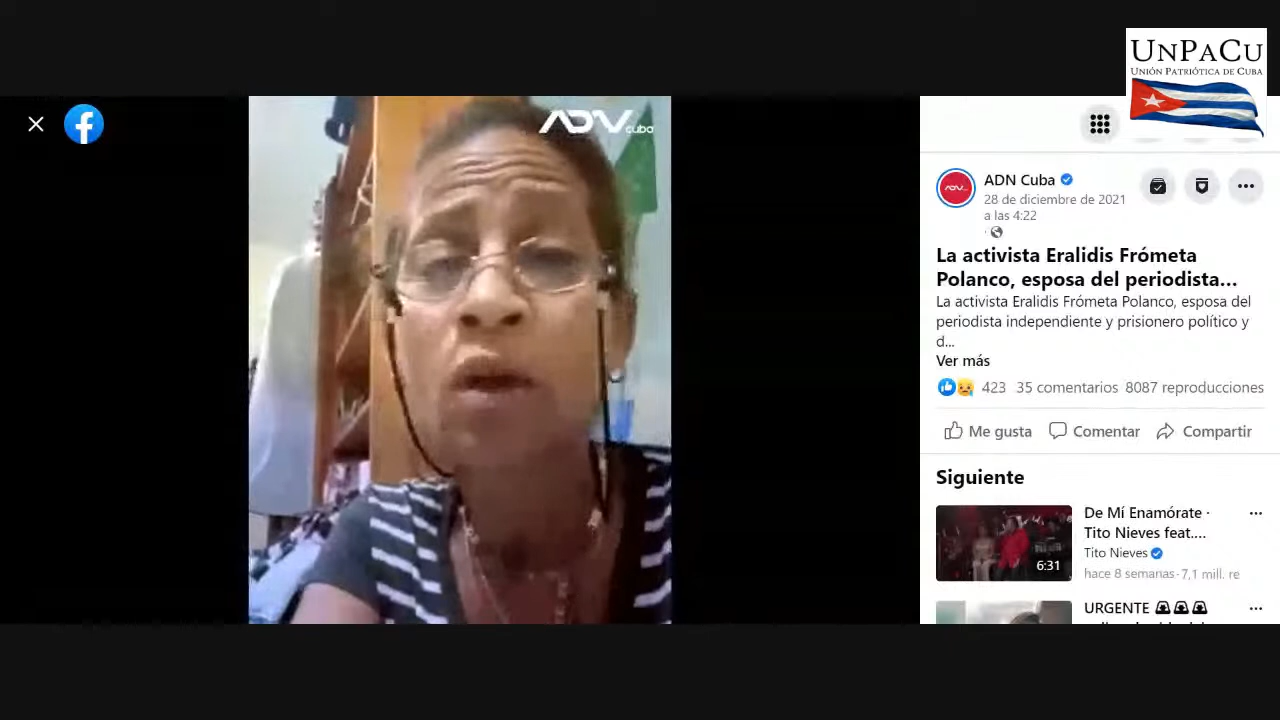 UNPACU
UNIÓN PATRIÓTICA DE CUBA
ADN
cuba
ADN Cuba
28 de diciembre de 2021
a las 4:22
La activista Eralidis Frómeta
Polanco, esposa del periodista...
La activista Eralidis Frómeta Polanco, esposa del
periodista independiente y prisionero político y
d...
Ver más
423 35 comentarios 8087 reproducciones
Me gusta Comentar Compartir
Siguiente
De Mí Enamórate ·
Tito Nieves feat....
Tito Nieves
6:31
hace 8 semanas · 7,1 mill. re
URGENTE